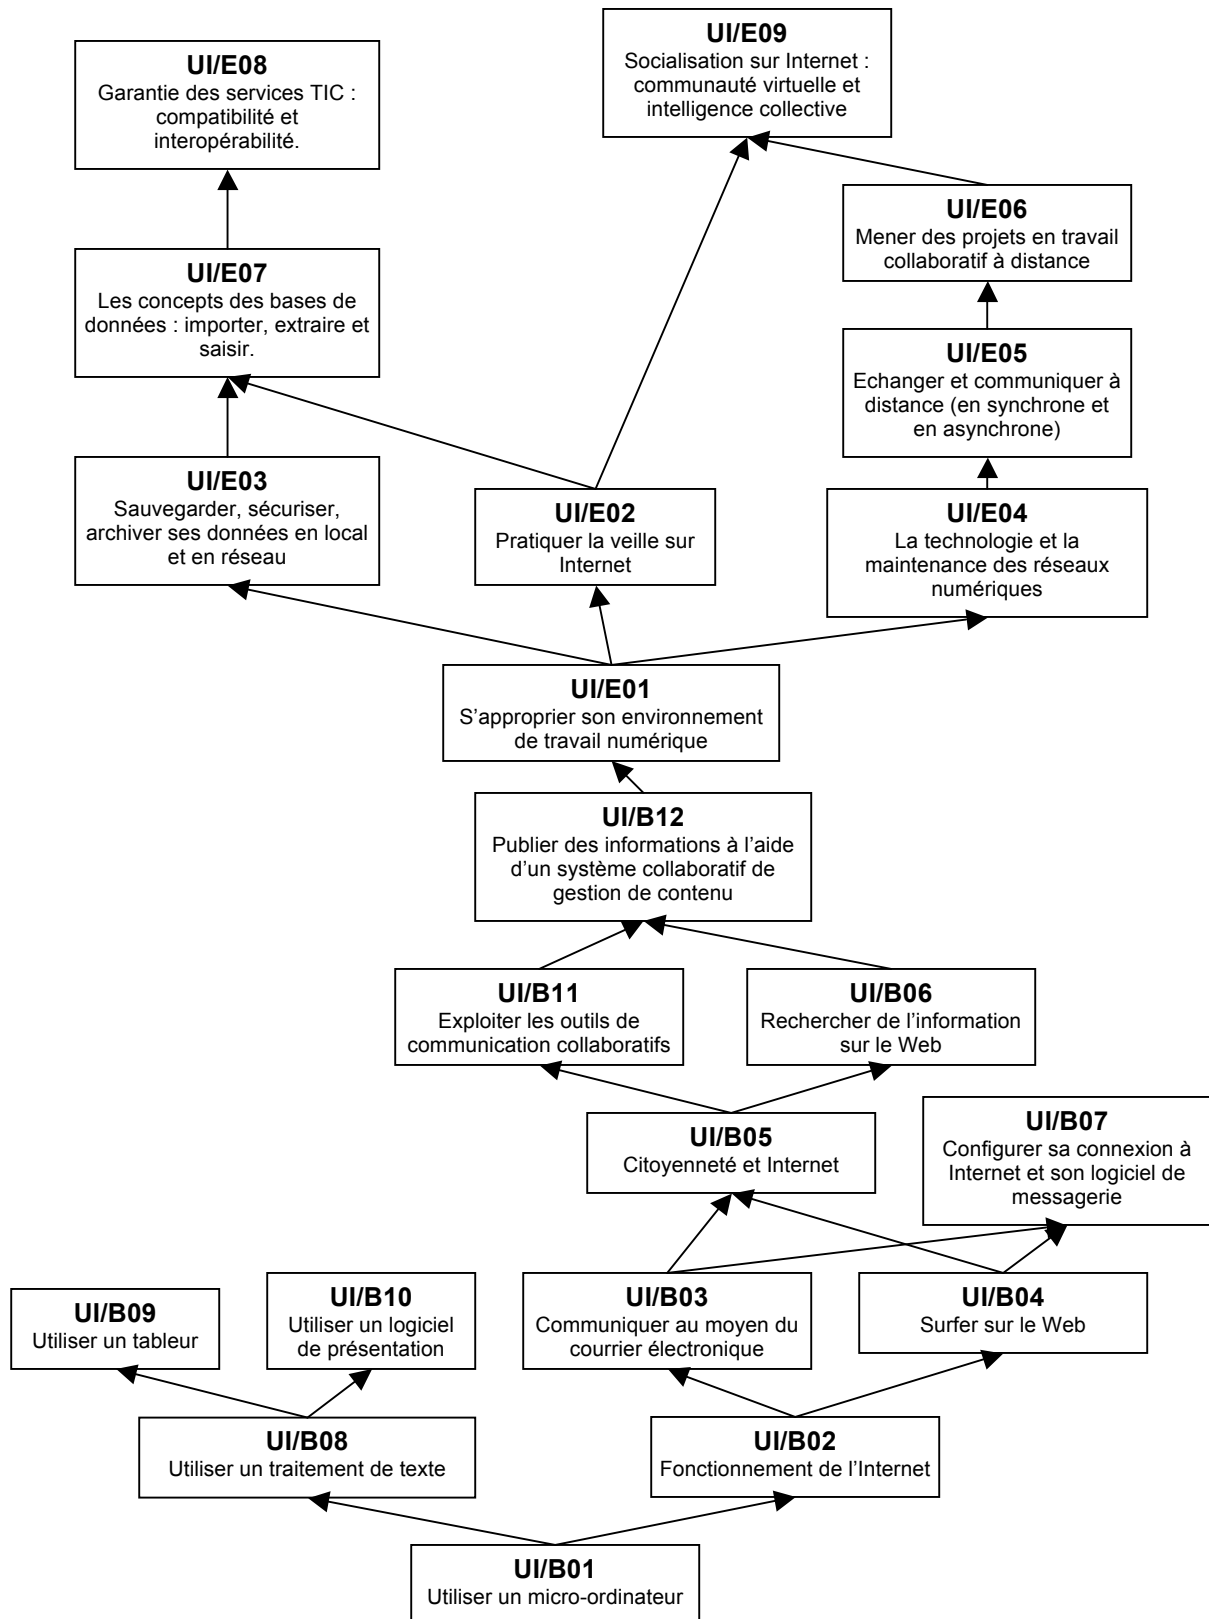 UI/E09
Socialisation sur Internet :
communauté virtuelle et
intelligence collective
UI/E08
Garantie des services TIC :
compatibilité et
interopérabilité.
UI/E06
Mener des projets en travail
collaboratif à distance
UI/E07
Les concepts des bases de
données : importer, extraire et
saisir.
UI/E05
Echanger et communiquer à
distance (en synchrone et
en asynchrone)
UI/E03
Sauvegarder, sécuriser,
archiver ses données en local
et en réseau
UI/E02
Pratiquer la veille sur
Internet
UI/E04
La technologie et la
maintenance des réseaux
numériques
UI/E01
S’approprier son environnement
de travail numérique
UI/B12
Publier des informations à l’aide
d’un système collaboratif de
gestion de contenu
UI/B11
Exploiter les outils de
communication collaboratifs
UI/B06
Rechercher de l’information
sur le Web
UI/B05
Citoyenneté et Internet
UI/B07
Configurer sa connexion à
Internet et son logiciel de
messagerie
UI/B09
Utiliser un tableur
UI/B10
Utiliser un logiciel
de présentation
UI/B03
Communiquer au moyen du
courrier électronique
UI/B04
Surfer sur le Web
UI/B08
Utiliser un traitement de texte
UI/B02
Fonctionnement de l’Internet
UI/B01
Utiliser un micro-ordinateur